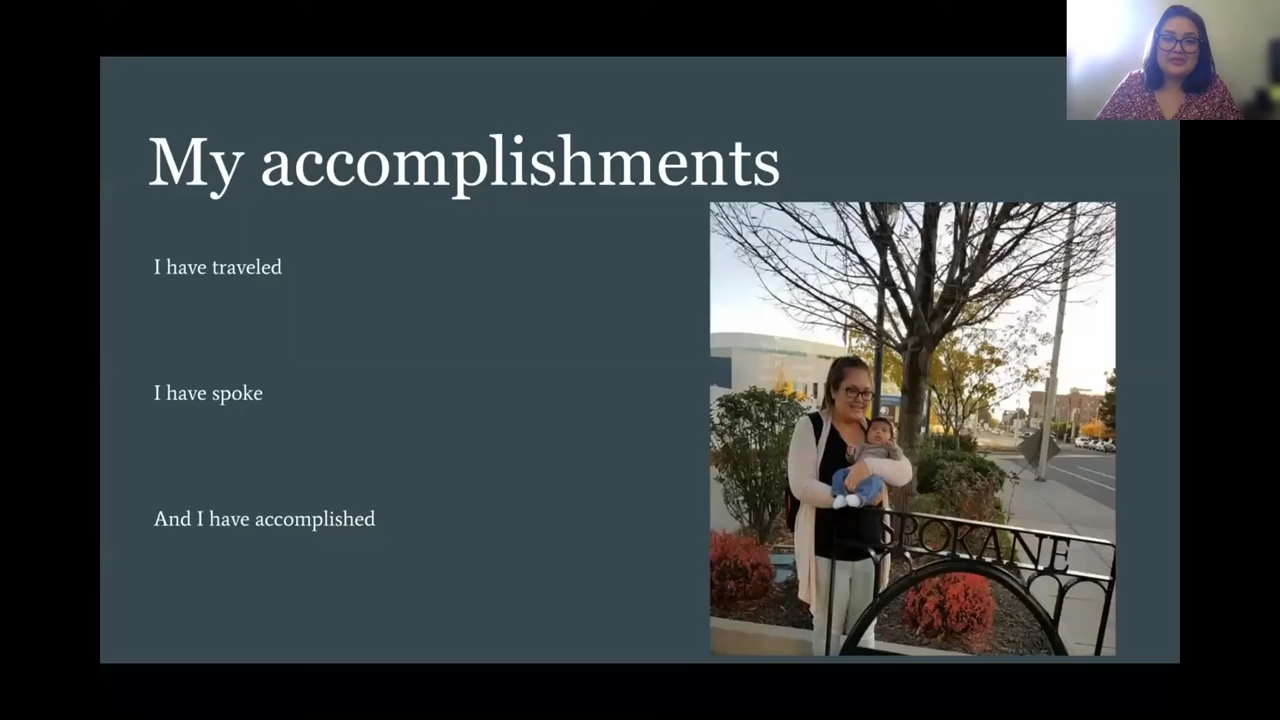 My accomplishments
I have traveled
I have spoke
And I have accomplished
SPOKANE